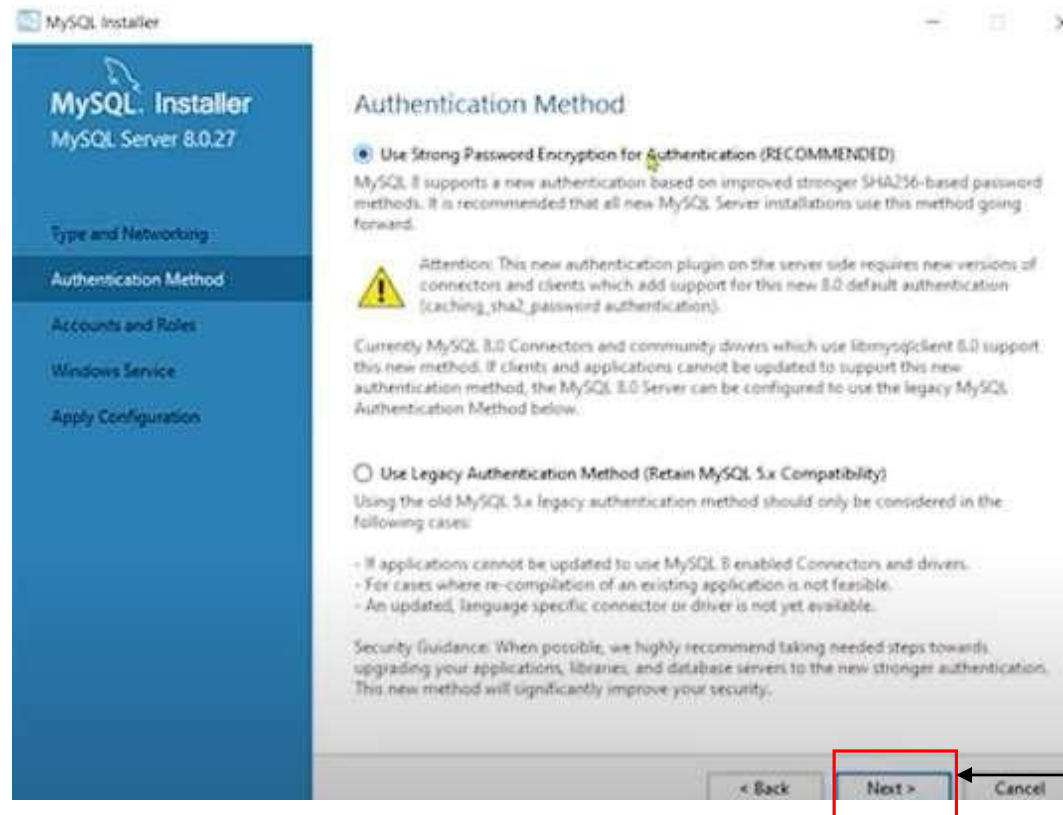 MySQL Installer
MySQL. Installer
MySQL Server 8.0.27
Type and Networking
Authentication Method
Accounts and Roles
Windows Service
Apply Configuration
Authentication Method
Use Strong Password Encryption for Authentication (RECOMMENDED)
MySQL 8 supports a new authentication based on improved stronger SHA256-based password
methods. It is recommended that all new MySQL Server installations use this method going
forward.
Attention: This new authentication plugin on the server side requires new versions of
connectors and clients which add support for this new 8.0 default authentication
(caching_sha2_password authentication).
Currently MySQL 8.0 Connectors and community drivers which use libmysqlclient 8.0 support
this new method. If clients and applications cannot be updated to support this new
authentication method, the MySQL 8.0 Server can be configured to use the legacy MySQL
Authentication Method below.
Use Legacy Authentication Method (Retain MySQL 5.x Compatibility)
Using the old MySQL 5.x legacy authentication method should only be considered in the
following cases:
- If applications cannot be updated to use MySQL 8 enabled Connectors and drivers.
- For cases where re-compilation of an existing application is not feasible.
- An updated, language specific connector or driver is not yet available.
Security Guidance: When possible, we highly recommend taking needed steps towards
upgrading your applications, libraries, and database servers to the new stronger authentication.
This new method will significantly improve your security.
< Back
Next >
Cancel